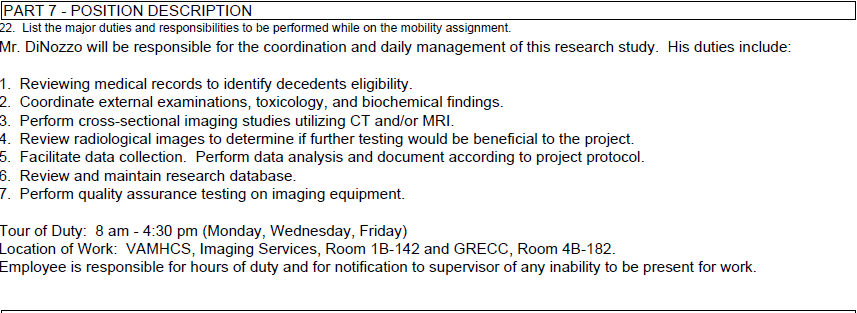 PART 7 - POSITION DESCRIPTION
22. List the major duties and responsibilities to be performed while on the mobility assignment.
Mr. DiNozzo will be responsible for the coordination and daily management of this research study. His duties include:
1. Reviewing medical records to identify decedents eligibility.
2. Coordinate external examinations, toxicology, and biochemical findings.
3. Perform cross-sectional imaging studies utilizing CT and/or MRI.
4. Review radiological images to determine if further testing would be beneficial to the project.
5. Facilitate data collection. Perform data analysis and document according to project protocol.
6. Review and maintain research database.
7. Perform quality assurance testing on imaging equipment.
Tour of Duty: 8 am - 4:30 pm (Monday, Wednesday, Friday)
Location of Work: VAMHCS, Imaging Services, Room 1B-142 and GRECC, Room 4B-182.
Employee is responsible for hours of duty and for notification to supervisor of any inability to be present for work.